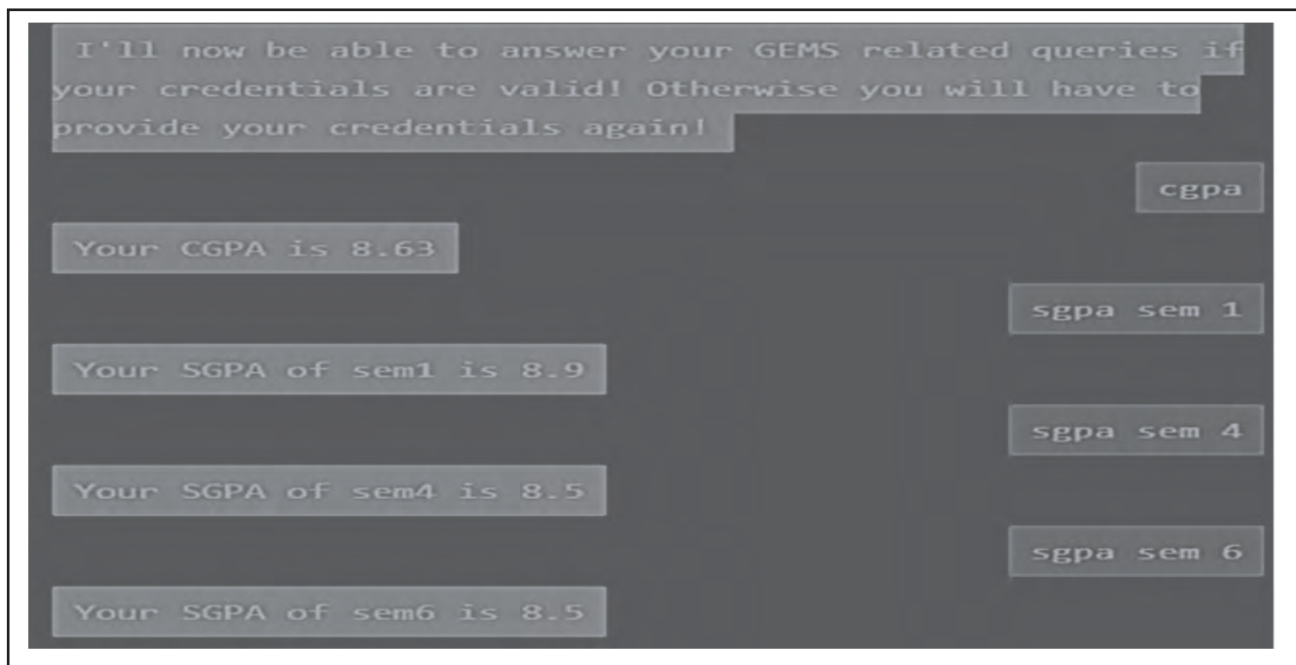 I'll now be able to answer your GEMS related queries if
your credentials are valid! Otherwise you will have to
provide your credentials again!
cgpa
Your CGPA is 8.63
sgpa sem 1
Your SGPA of sem1 is 8.9
sgpa sem 4
Your SGPA of sem4 is 8.5
sgpa sem 6
Your SGPA of sem6 is 8.5